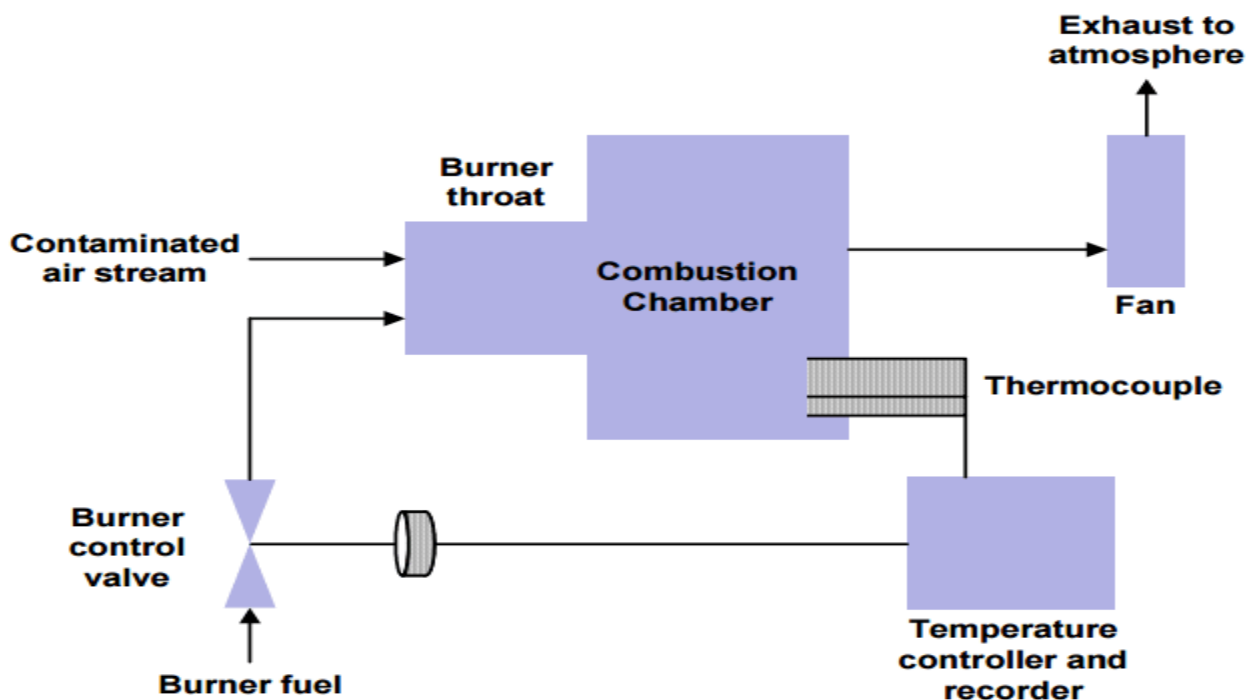 Exhaust to
atmosphere
Burner
throat
Contaminated
air stream
Combustion
Chamber
Fan
Thermocouple
Burner
control
valve
Temperature
controller and
recorder
Burner fuel